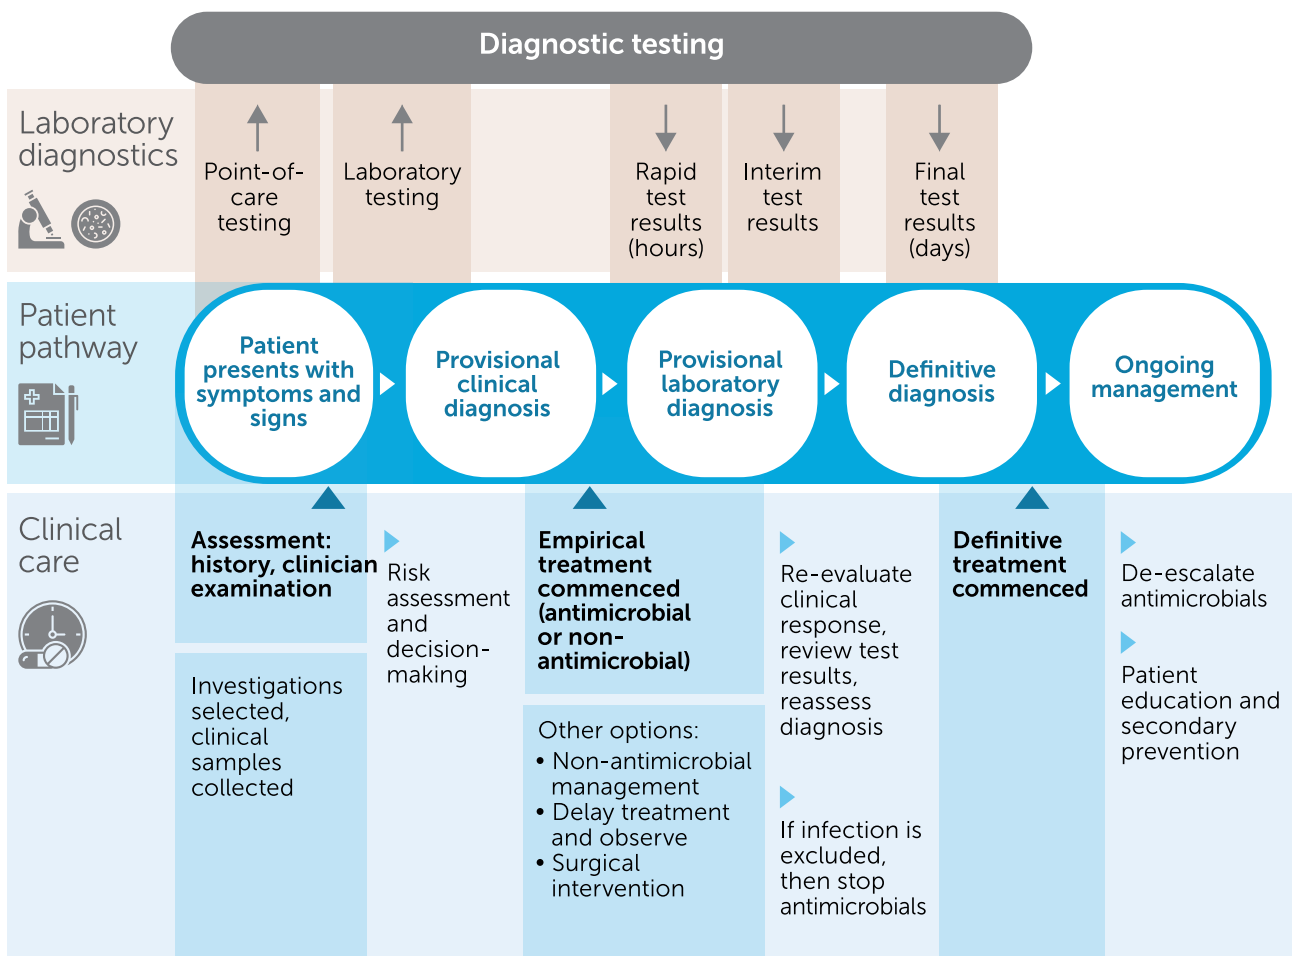 Diagnostic testing
Laboratory
diagnostics
Point-of-
care
testing
Laboratory
testing
Rapid
test
results
(hours)
Interim
test
results
Final
test
results
(days)
Patient
pathway
Patient
presents with
symptoms and
signs
Provisional
clinical
diagnosis
Provisional
laboratory
diagnosis
Definitive
diagnosis
Ongoing
management
Clinical
care
Assessment:
history, clinician
examination
Investigations
selected,
clinical
samples
collected
Risk
assessment
and
decision-
making
Empirical
treatment
commenced
(antimicrobial
or non-
antimicrobial)
Other options:
• Non-antimicrobial
management
• Delay treatment
and observe
• Surgical
intervention
Re-evaluate
clinical
response,
review test
results,
reassess
diagnosis
If infection is
excluded,
then stop
antimicrobials
Definitive
treatment
commenced
De-escalate
antimicrobials
Patient
education and
secondary
prevention